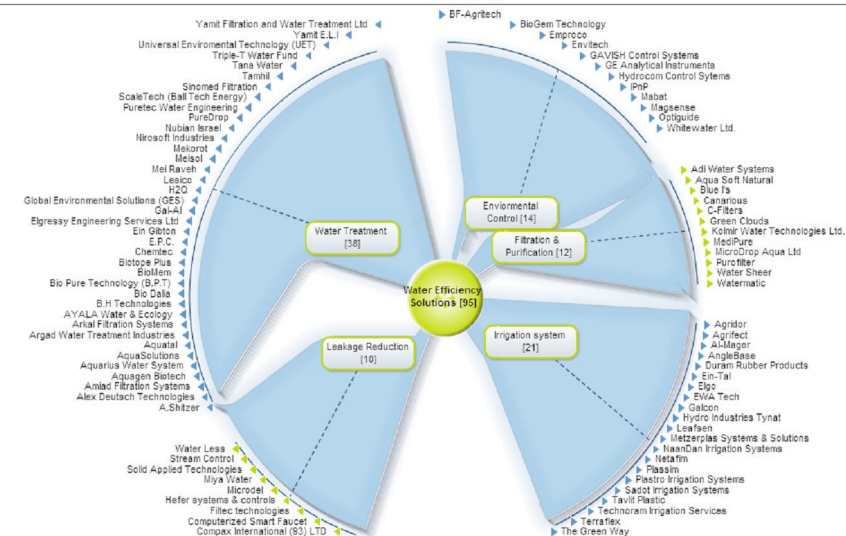 Yamit Filtration and Water Treatment Ltd
Yamit E.L.I
Universal Enviromental Technology (UET)
Triple-T Water Fund
Tana Water
Tamhil
Sinomed Filtration
ScaleTech (Ball Tech Energy)
Puretec Water Engineering
PureDrop
Nubian Israel
Nirosoft Industries
Mekorot
Meisol
Mei Raveh
Lesico
H2Q
Global Environmental Solutions (GES)
Gal-Al
Elgressy Engineering Services Ltd
Ein Gibton
E.P.C.
Chemtec
Biotope Plus
BioMem
Bio Pure Technology (B.P.T)
Bio Dalia
B.H Technologies
AYALA Water & Ecology
Arkal Filtration Systems
Argad Water Treatment Industries
Aquatal
AquaSolutions
Aquarius Water System
Aquagen Biotech
Amiad Filtration Systems
Alex Deutsch Technologies
A.Shitzer
Water Less
Stream Control
Solid Applied Technologies
Miya Water
Microdel
Hefer systems & controls
Filtec technologies
Computerized Smart Faucet
Compax International (93) LTD
Water Treatment
[38]
Leakage Reduction
[10]
Water Efficiency
Solutions [95]
Enviormental
Control [14]
Filtration &
Purification [12]
Irrigation system
[21]
BF-Agritech
BioGem Technology
Emproco
Envitech
GAVISH Control Systems
GE Analytical Instruments
Hydrocom Control Sytems
IPnP
Mabat
Magsense
Optiguide
Whitewater Ltd.
Adi Water Systems
Aqua Soft Natural
Blue I's
Canarious
C-Filters
Green Clouds
Kolmir Water Technologies Ltd.
MediPure
MicroDrop Aqua Ltd
Purofilter
Water Sheer
Watermatic
Agridor
Agrifect
Al-Magor
AngleBase
Duram Rubber Products
Ein-Tal
Elgo
EWA Tech
Galcon
Hydro Industries Tynat
Leafsen
Metzerplas Systems & Solutions
NaanDan Irrigation Systems
Netafim
Plassim
Plastro Irrigation Systems
Sadot Irrigation Systems
Tavlit Plastic
Technoram Irrigation Services
Terraflex
The Green Way